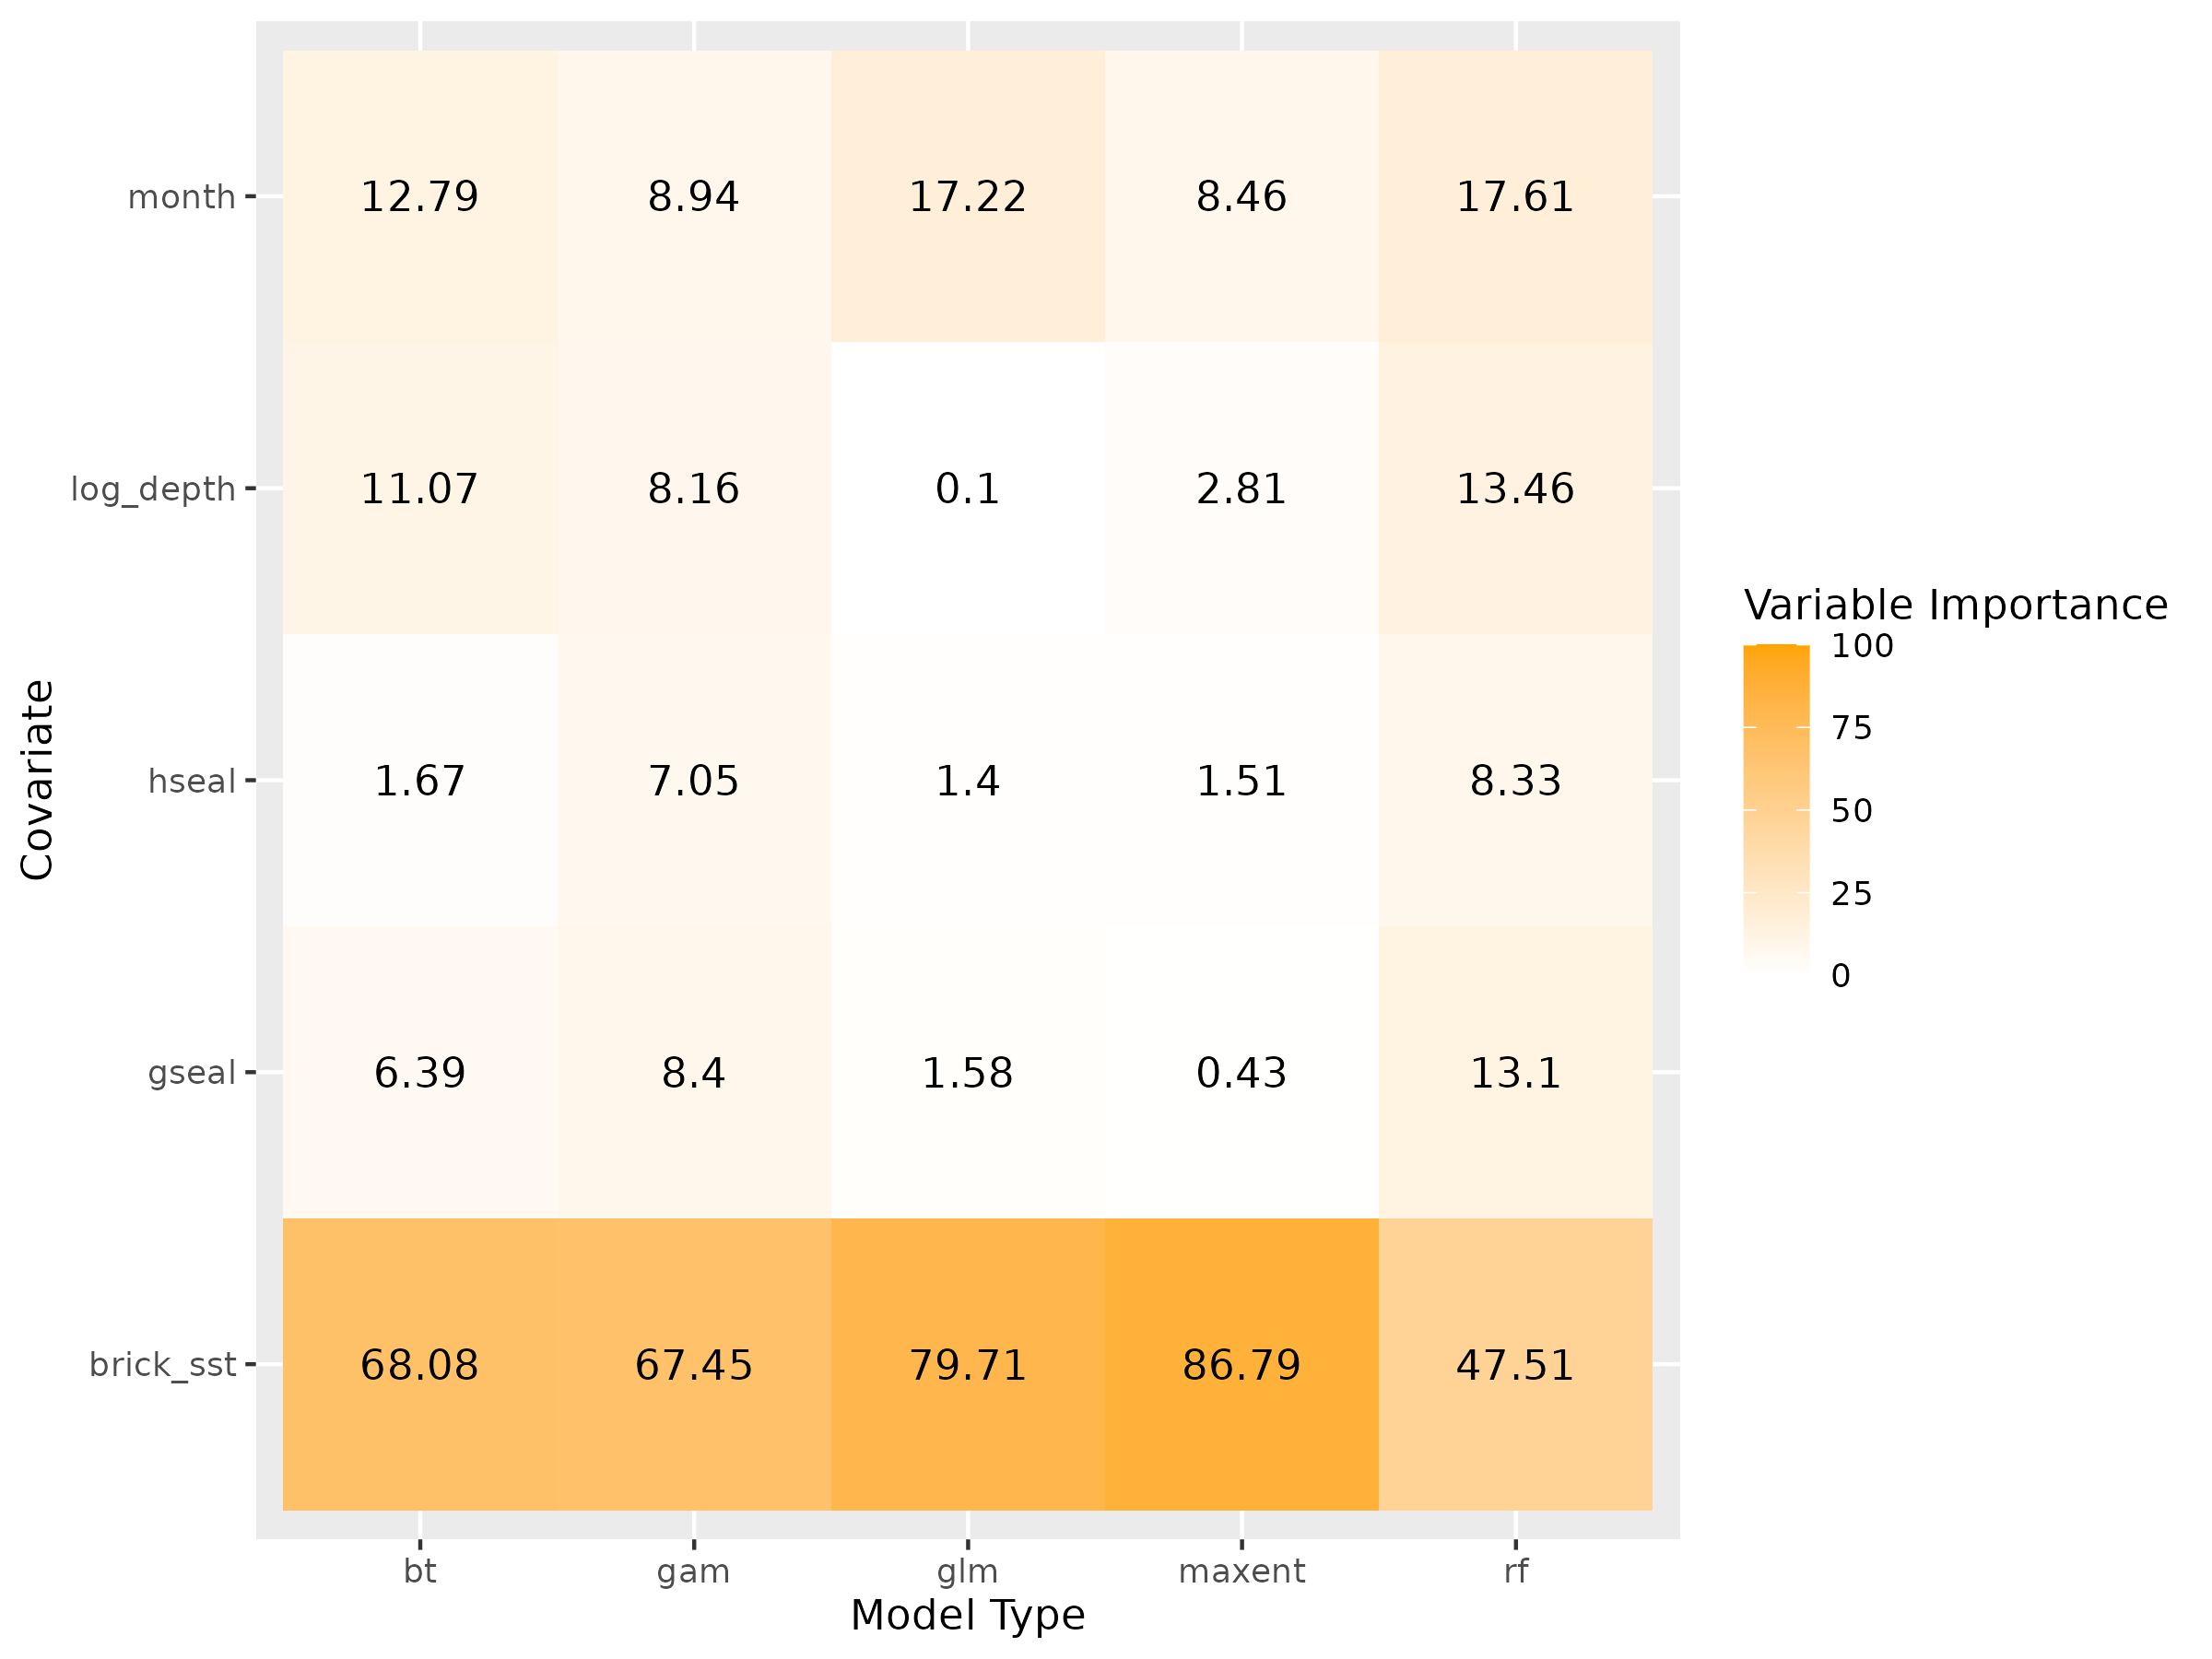 month 12.79 8.94 17.22 8.46 17.61
log_depth 11.07 8.16 0.1 2.81 13.46
hseal 1.67 7.05 1.4 1.51 8.33
gseal 6.39 8.4 1.58 0.43 13.1
brick_sst 68.08 67.45 79.71 86.79 47.51
bt gam glm maxent rf
Model Type
Covariate
Variable Importance
100
75
50
25
0